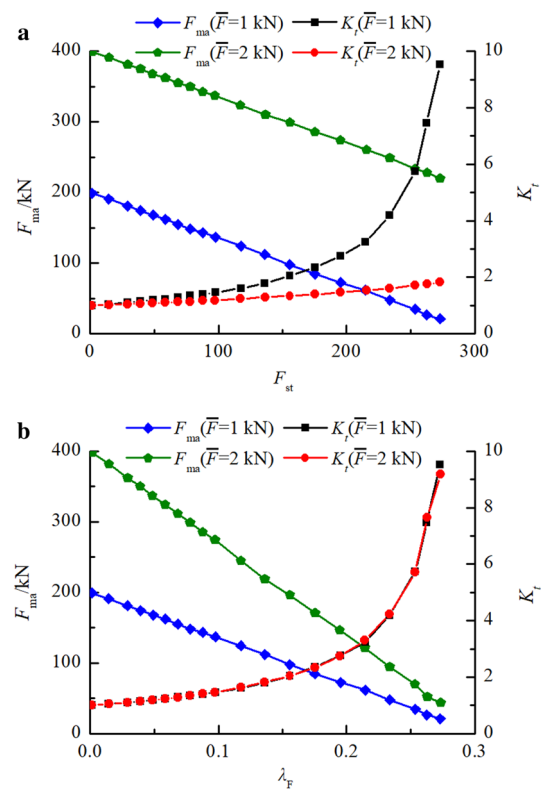 a
F_ma(F̅=1 kN) K_t(F̅=1 kN)
F_ma(F̅=2 kN) K_t(F̅=2 kN)
400
300
200
100
0
F_ma/kN
10
8
6
4
2
0
K_t
0 100 200 300
F_st
b
F_ma(F̅=1 kN) K_t(F̅=1 kN)
F_ma(F̅=2 kN) K_t(F̅=2 kN)
400
300
200
100
0
F_ma/kN
10
8
6
4
2
0
K_t
0.0 0.1 0.2 0.3
λ_F